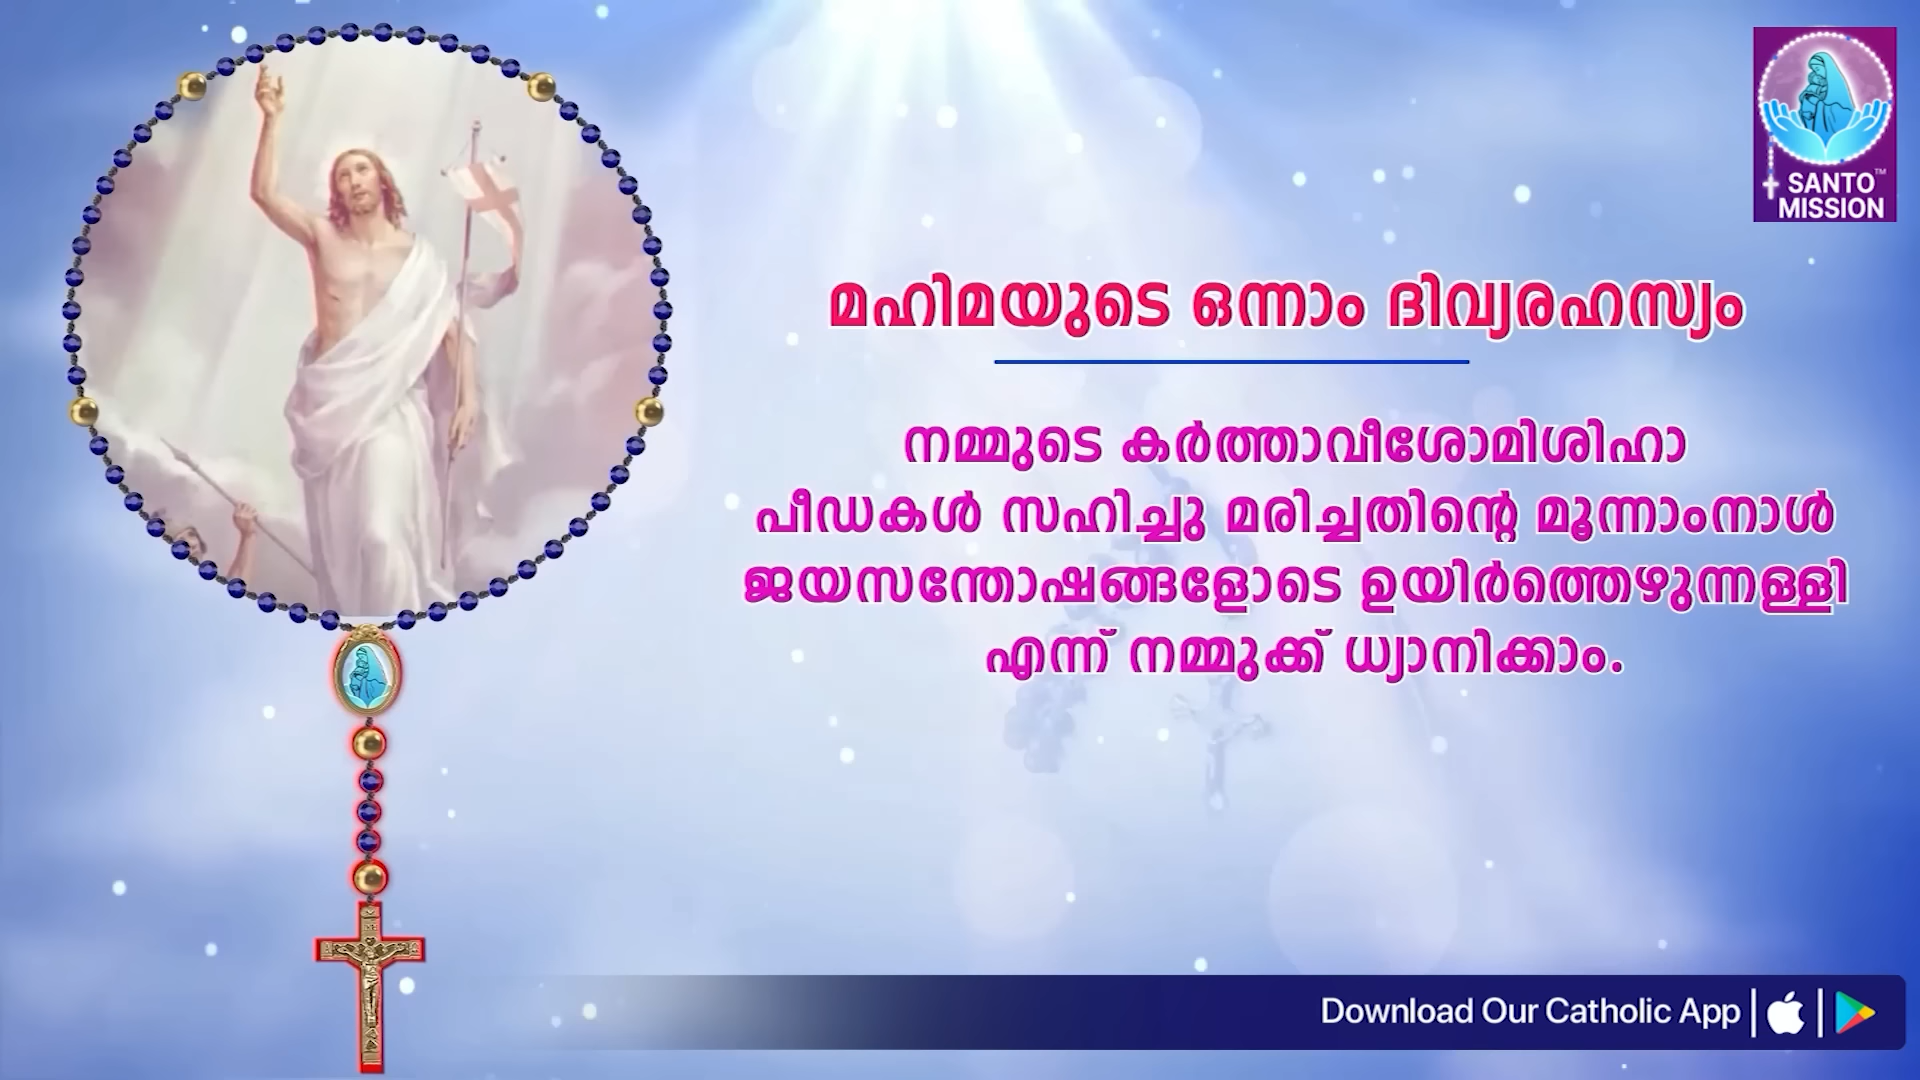 SANTO™
MISSION
മഹിമയുടെ ഒന്നാം ദിവ്യരഹസ്യം
നമ്മുടെ കർത്താവീശോമിശിഹാ
പീഡകൾ സഹിച്ചു മരിച്ചതിന്റെ മൂന്നാംനാൾ
ജയസന്തോഷങ്ങളോടെ ഉയിർത്തെഴുന്നള്ളി
എന്ന് നമ്മുക്ക് ധ്യാനിക്കാം.
Download Our Catholic App